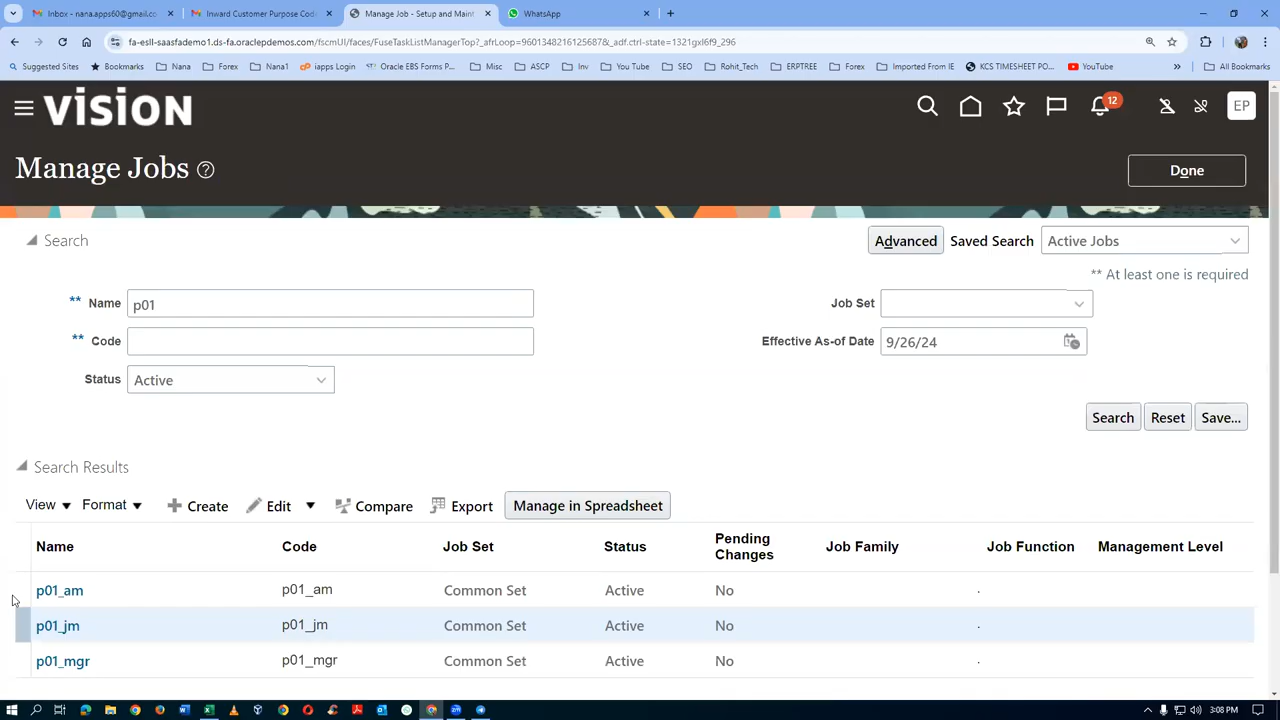 Inbox - nana.apps60@gmail.co
Inward Customer Purpose Code
Manage Job - Setup and Maint
WhatsApp
fa-esll-saasfademo1.ds-fa.oraclepdemos.com/fscmUI/faces/FuseTaskListManagerTop?_afrLoop=96013482161256878&_adf.ctrl-state=1321gxl6f9_296
Suggested Sites Bookmarks Nana Forex Nana1 iapps Login Oracle EBS Forms P... Misc ASCP Inv You Tube SEO Rohit_Tech ERPTREE Forex Imported From IE KCS TIMESHEET PO... YouTube » All Bookmarks
vision
12
EP
Manage Jobs ?
Done
Search
Advanced Saved Search Active Jobs
** At least one is required
** Name p01
Job Set
** Code
Effective As-of Date 9/26/24
Status Active
Search Reset Save...
Search Results
View Format Create Edit Compare Export Manage in Spreadsheet
Name Code Job Set Status Pending Changes Job Family Job Function Management Level
p01_am p01_am Common Set Active No .
p01_jm p01_jm Common Set Active No .
p01_mgr p01_mgr Common Set Active No .
3:08 PM